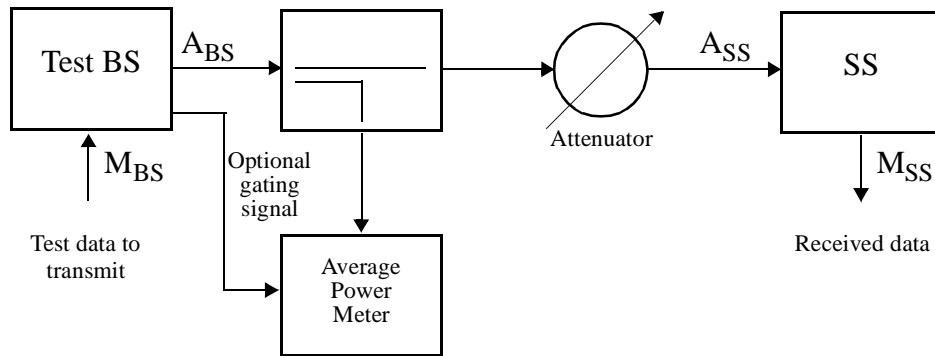 Test BS
A_BS
A_SS
SS
Attenuator
M_BS
Optional
gating
signal
M_SS
Test data to
transmit
Received data
Average
Power
Meter